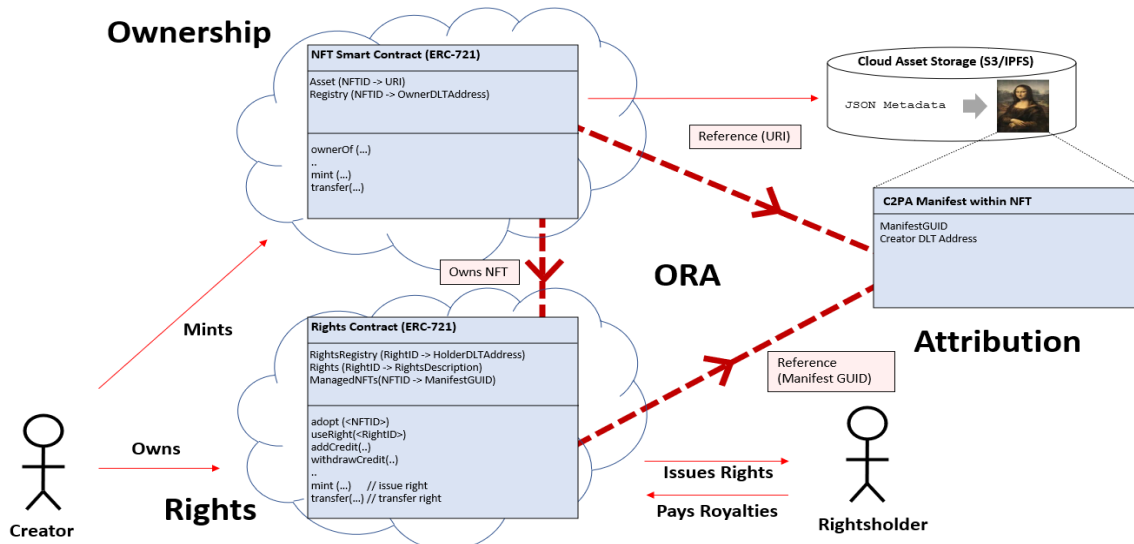 Ownership
NFT Smart Contract (ERC-721)
Asset (NFTID -> URI)
Registry (NFTID -> OwnerDLTAddress)
ownerOf (...)
..
mint (...)
transfer(...)
Cloud Asset Storage (S3/IPFS)
JSON Metadata
Reference (URI)
C2PA Manifest within NFT
ManifestGUID
Creator DLT Address
Owns NFT
ORA
Mints
Rights Contract (ERC-721)
RightsRegistry (RightID -> HolderDLTAddress)
Rights (RightID -> RightsDescription)
ManagedNFTs(NFTID -> ManifestGUID)
adopt (<NFTID>)
useRight(<RightID>)
addCredit(..)
withdrawCredit(..)
..
mint (...) // issue right
transfer(...) // transfer right
Attribution
Reference
(Manifest GUID)
Owns
Issues Rights
Pays Royalties
Rights
Creator
Rightsholder